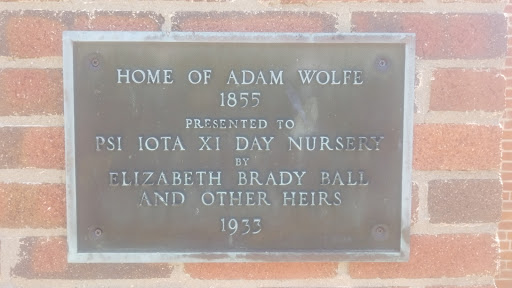 HOME OF ADAM WOLFE
1855
PRESENTED TO
PSI IOTA XI DAY NURSERY
BY
ELIZABETH BRADY BALL
AND OTHER HEIRS
1933